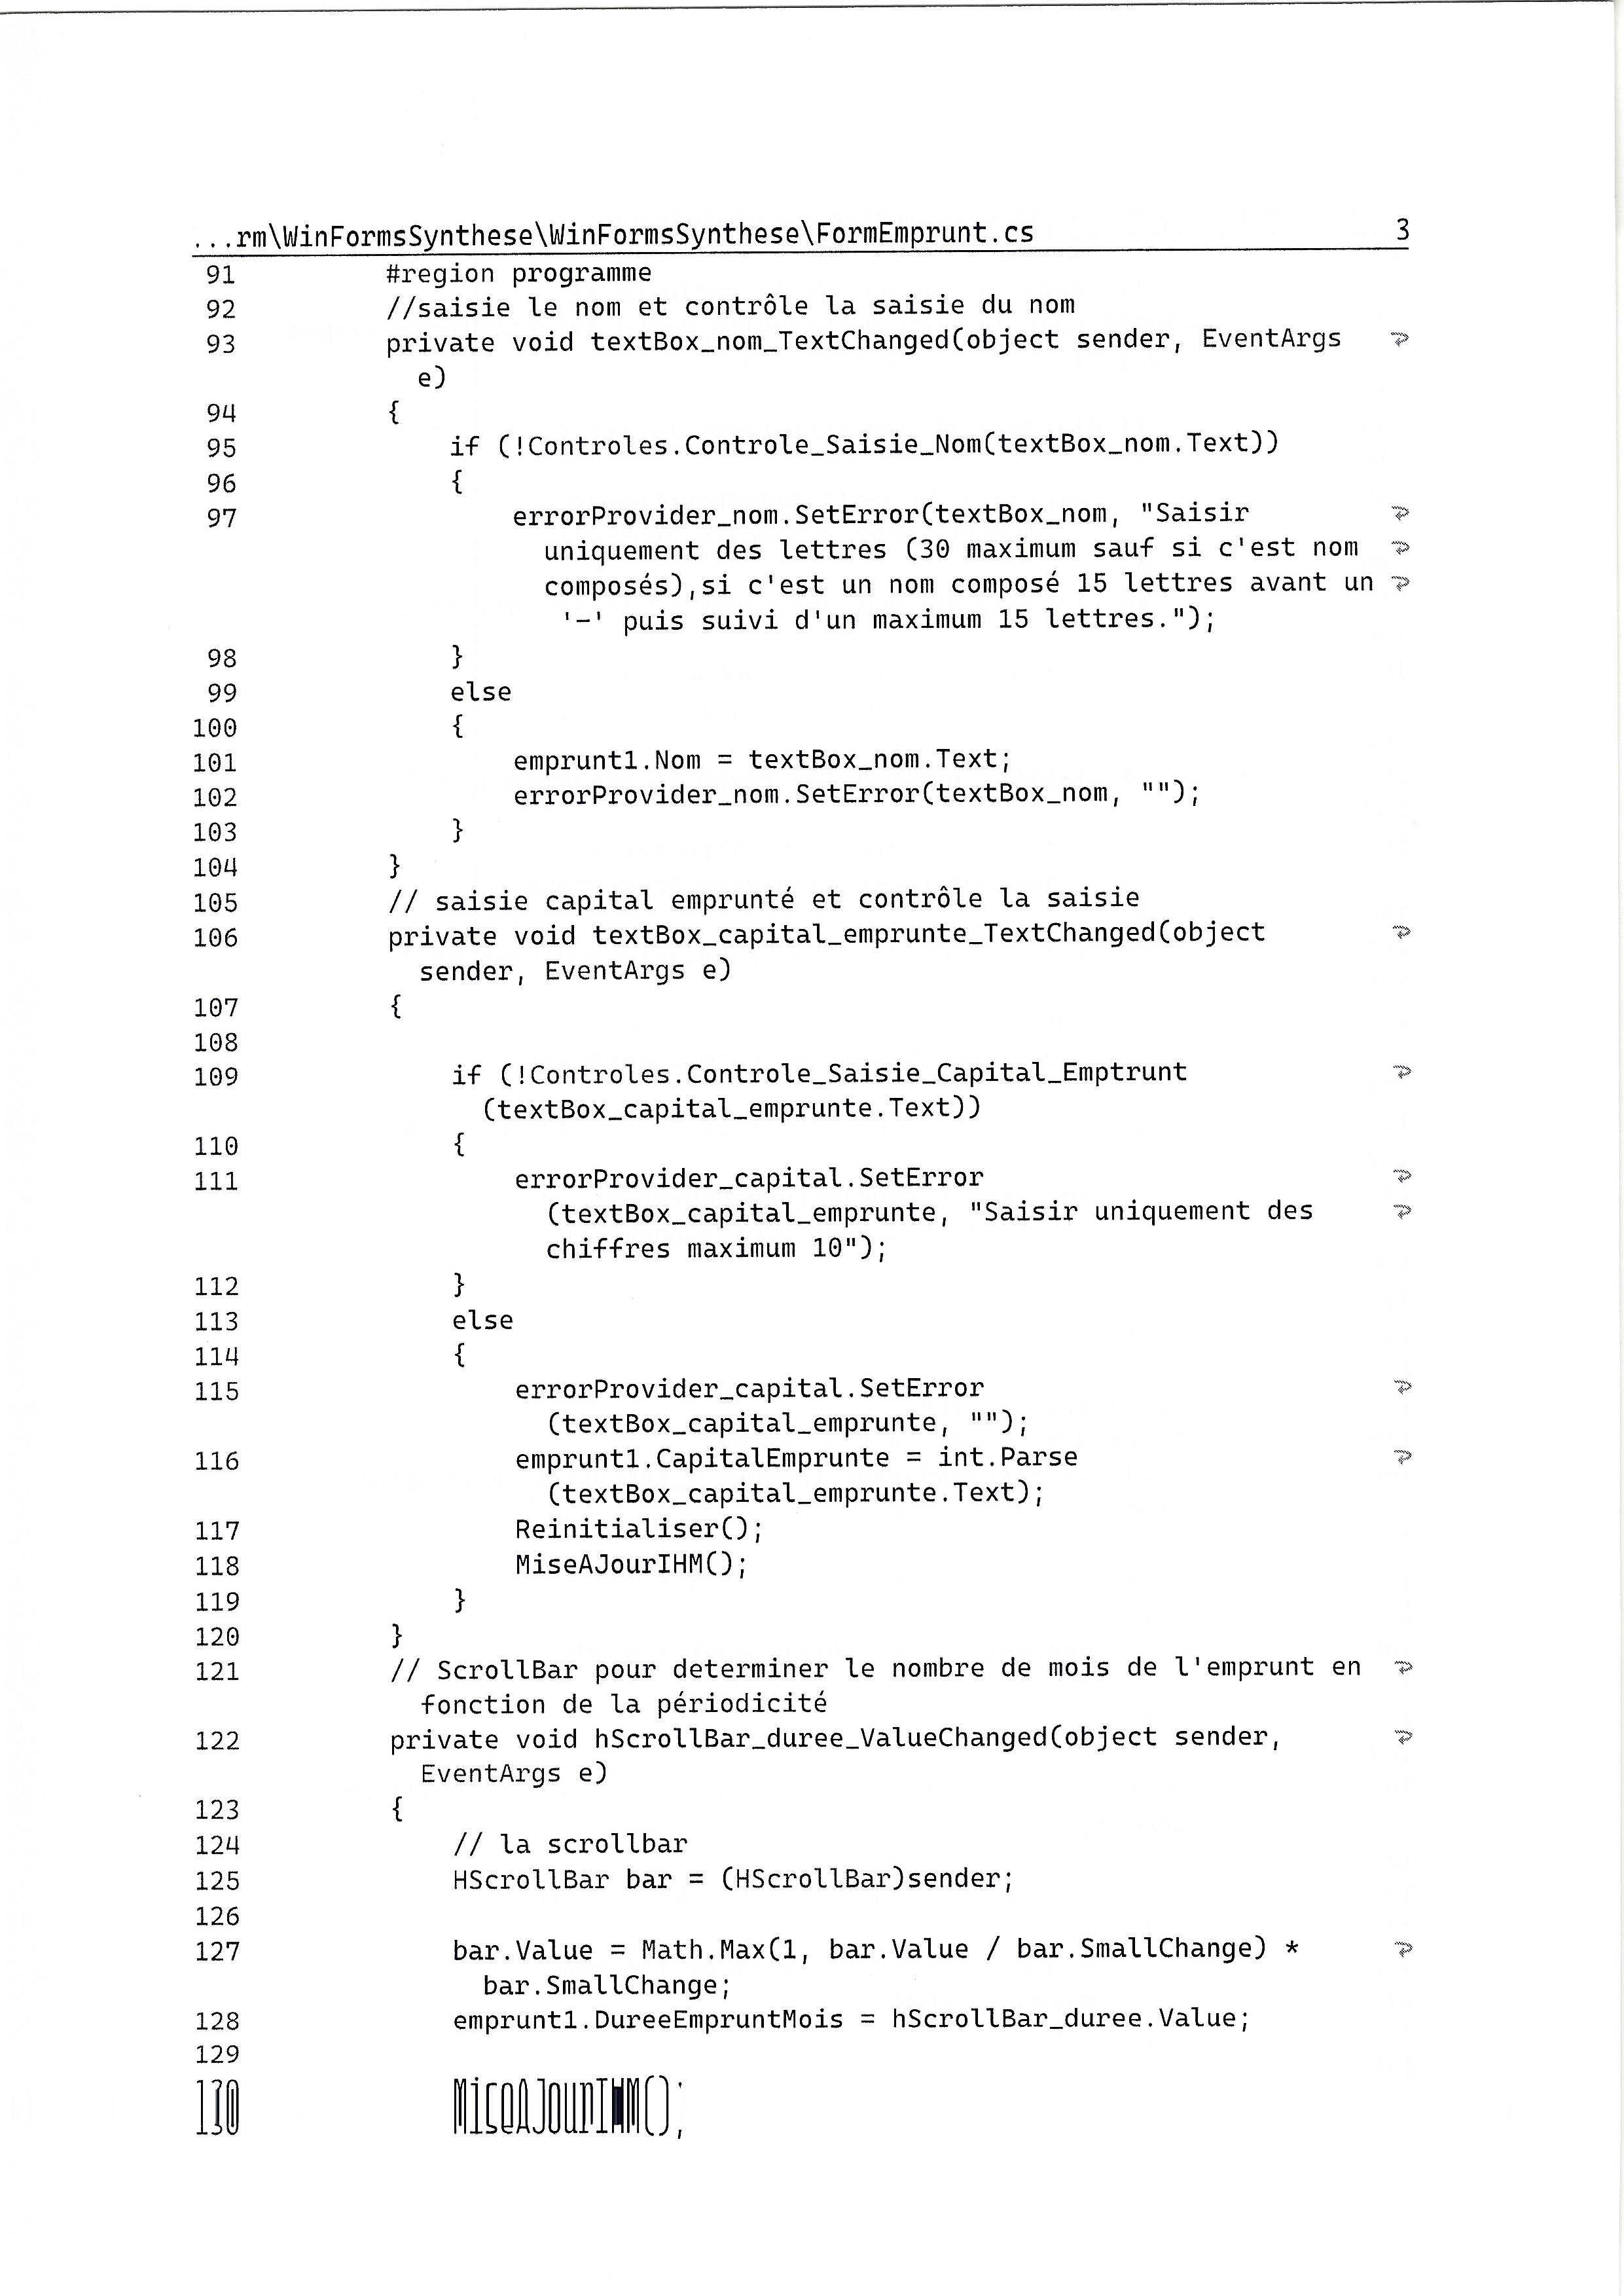 ...rm\WinFormsSynthese\WinFormsSynthese\FormEmprunt.cs 3
91 #region programme
92 //saisie le nom et contrôle la saisie du nom
93 private void textBox_nom_TextChanged(object sender, EventArgs
e)
94 {
95 if (!Controles.Controle_Saisie_Nom(textBox_nom.Text))
96 {
97 errorProvider_nom.SetError(textBox_nom, "Saisir
uniquement des lettres (30 maximum sauf si c'est nom
composés),si c'est un nom composé 15 lettres avant un
'-' puis suivi d'un maximum 15 lettres.");
98 }
99 else
100 {
101 emprunt1.Nom = textBox_nom.Text;
102 errorProvider_nom.SetError(textBox_nom, "");
103 }
104 }
105 // saisie capital emprunté et contrôle la saisie
106 private void textBox_capital_emprunte_TextChanged(object
sender, EventArgs e)
107 {
108
109 if (!Controles.Controle_Saisie_Capital_Emptrunt
(textBox_capital_emprunte.Text))
110 {
111 errorProvider_capital.SetError
(textBox_capital_emprunte, "Saisir uniquement des
chiffres maximum 10");
112 }
113 else
114 {
115 errorProvider_capital.SetError
(textBox_capital_emprunte, "");
116 emprunt1.CapitalEmprunte = int.Parse
(textBox_capital_emprunte.Text);
117 Reinitialiser();
118 MiseAJourIHM();
119 }
120 }
121 // ScrollBar pour determiner le nombre de mois de l'emprunt en
fonction de la périodicité
122 private void hScrollBar_duree_ValueChanged(object sender,
EventArgs e)
123 {
124 // la scrollbar
125 HScrollBar bar = (HScrollBar)sender;
126
127 bar.Value = Math.Max(1, bar.Value / bar.SmallChange) *
bar.SmallChange;
128 emprunt1.DureeEmpruntMois = hScrollBar_duree.Value;
129
130 MiseAJourIHM();